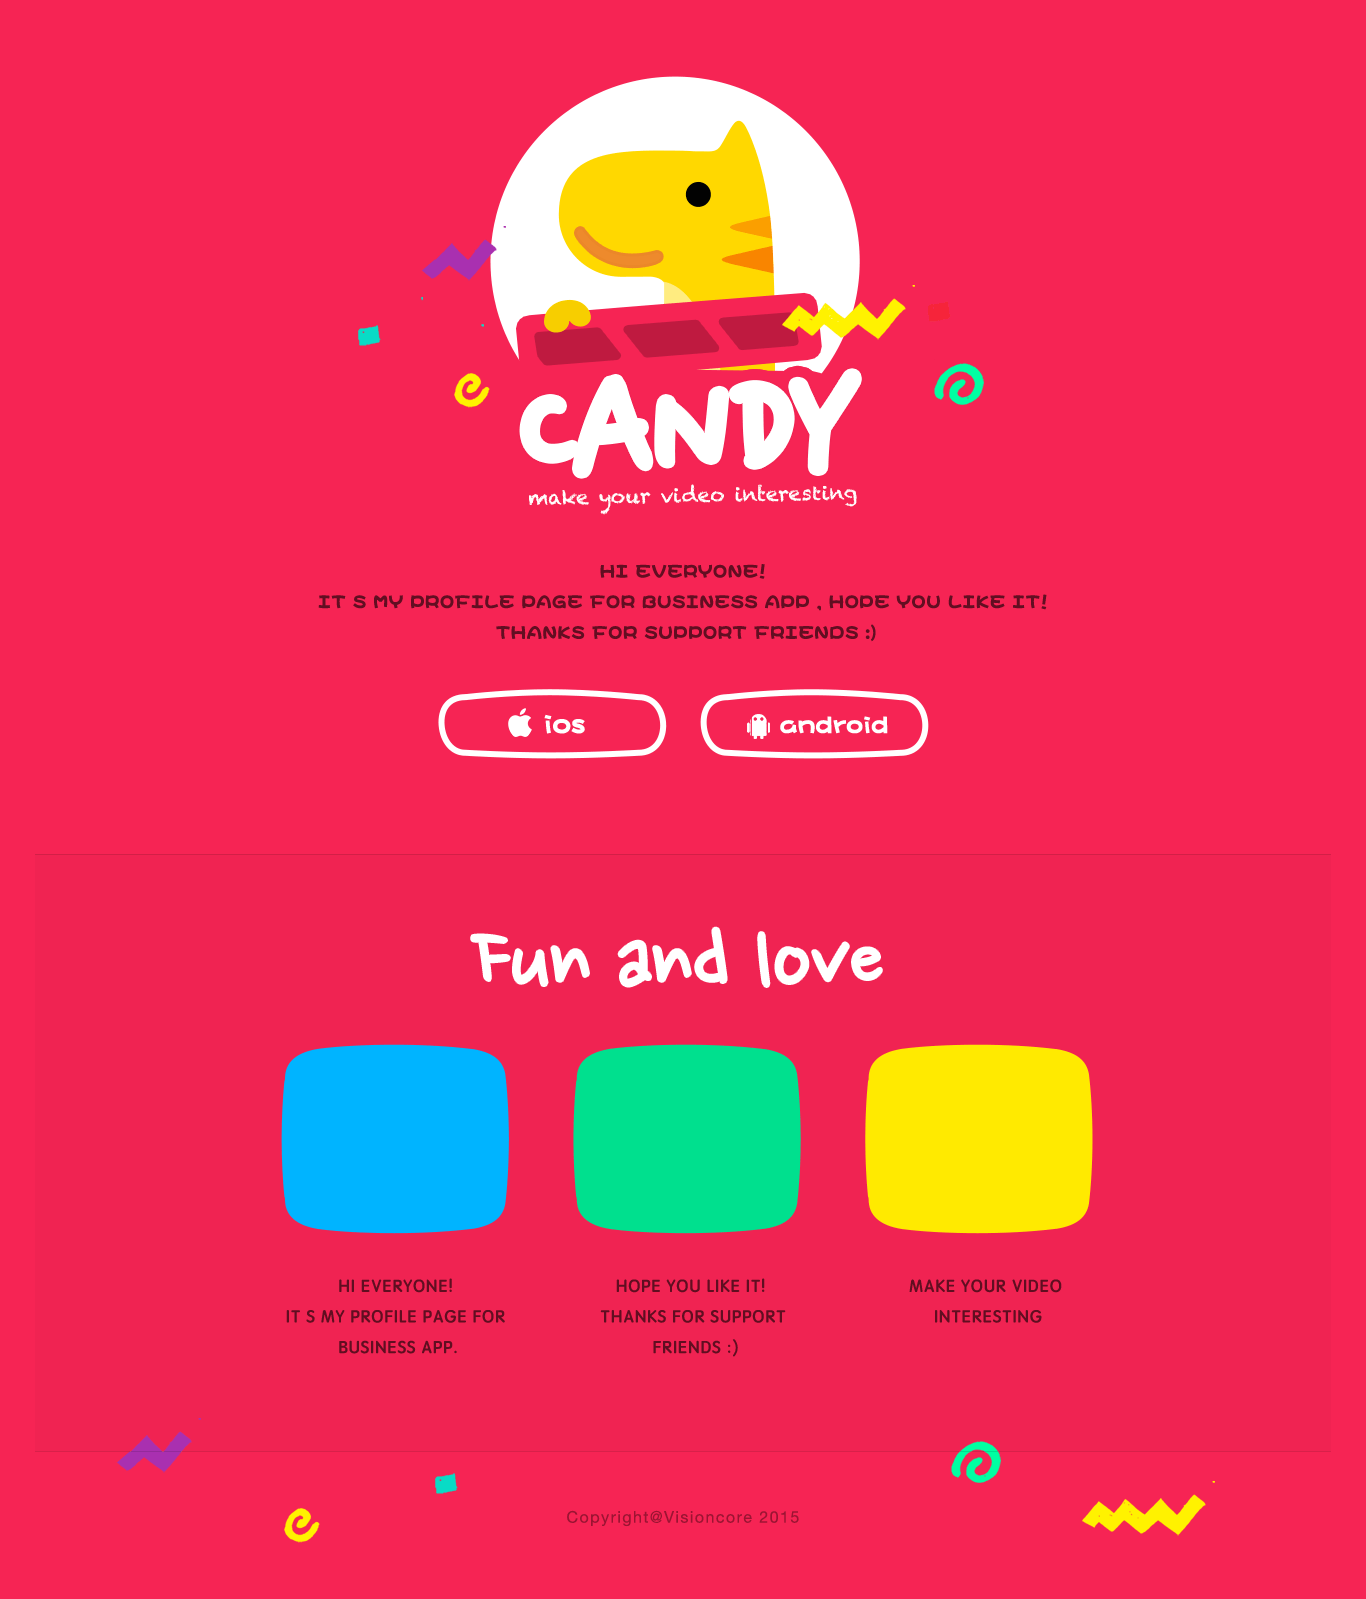 CANDY
make your video interesting
HI EVERYONE!
IT S MY PROFILE PAGE FOR BUSINESS APP , HOPE YOU LIKE IT!
THANKS FOR SUPPORT FRIENDS :)
ios
android
Fun and love
HI EVERYONE!
IT S MY PROFILE PAGE FOR
BUSINESS APP.
HOPE YOU LIKE IT!
THANKS FOR SUPPORT
FRIENDS :)
MAKE YOUR VIDEO
INTERESTING
Copyright@Visioncore 2015